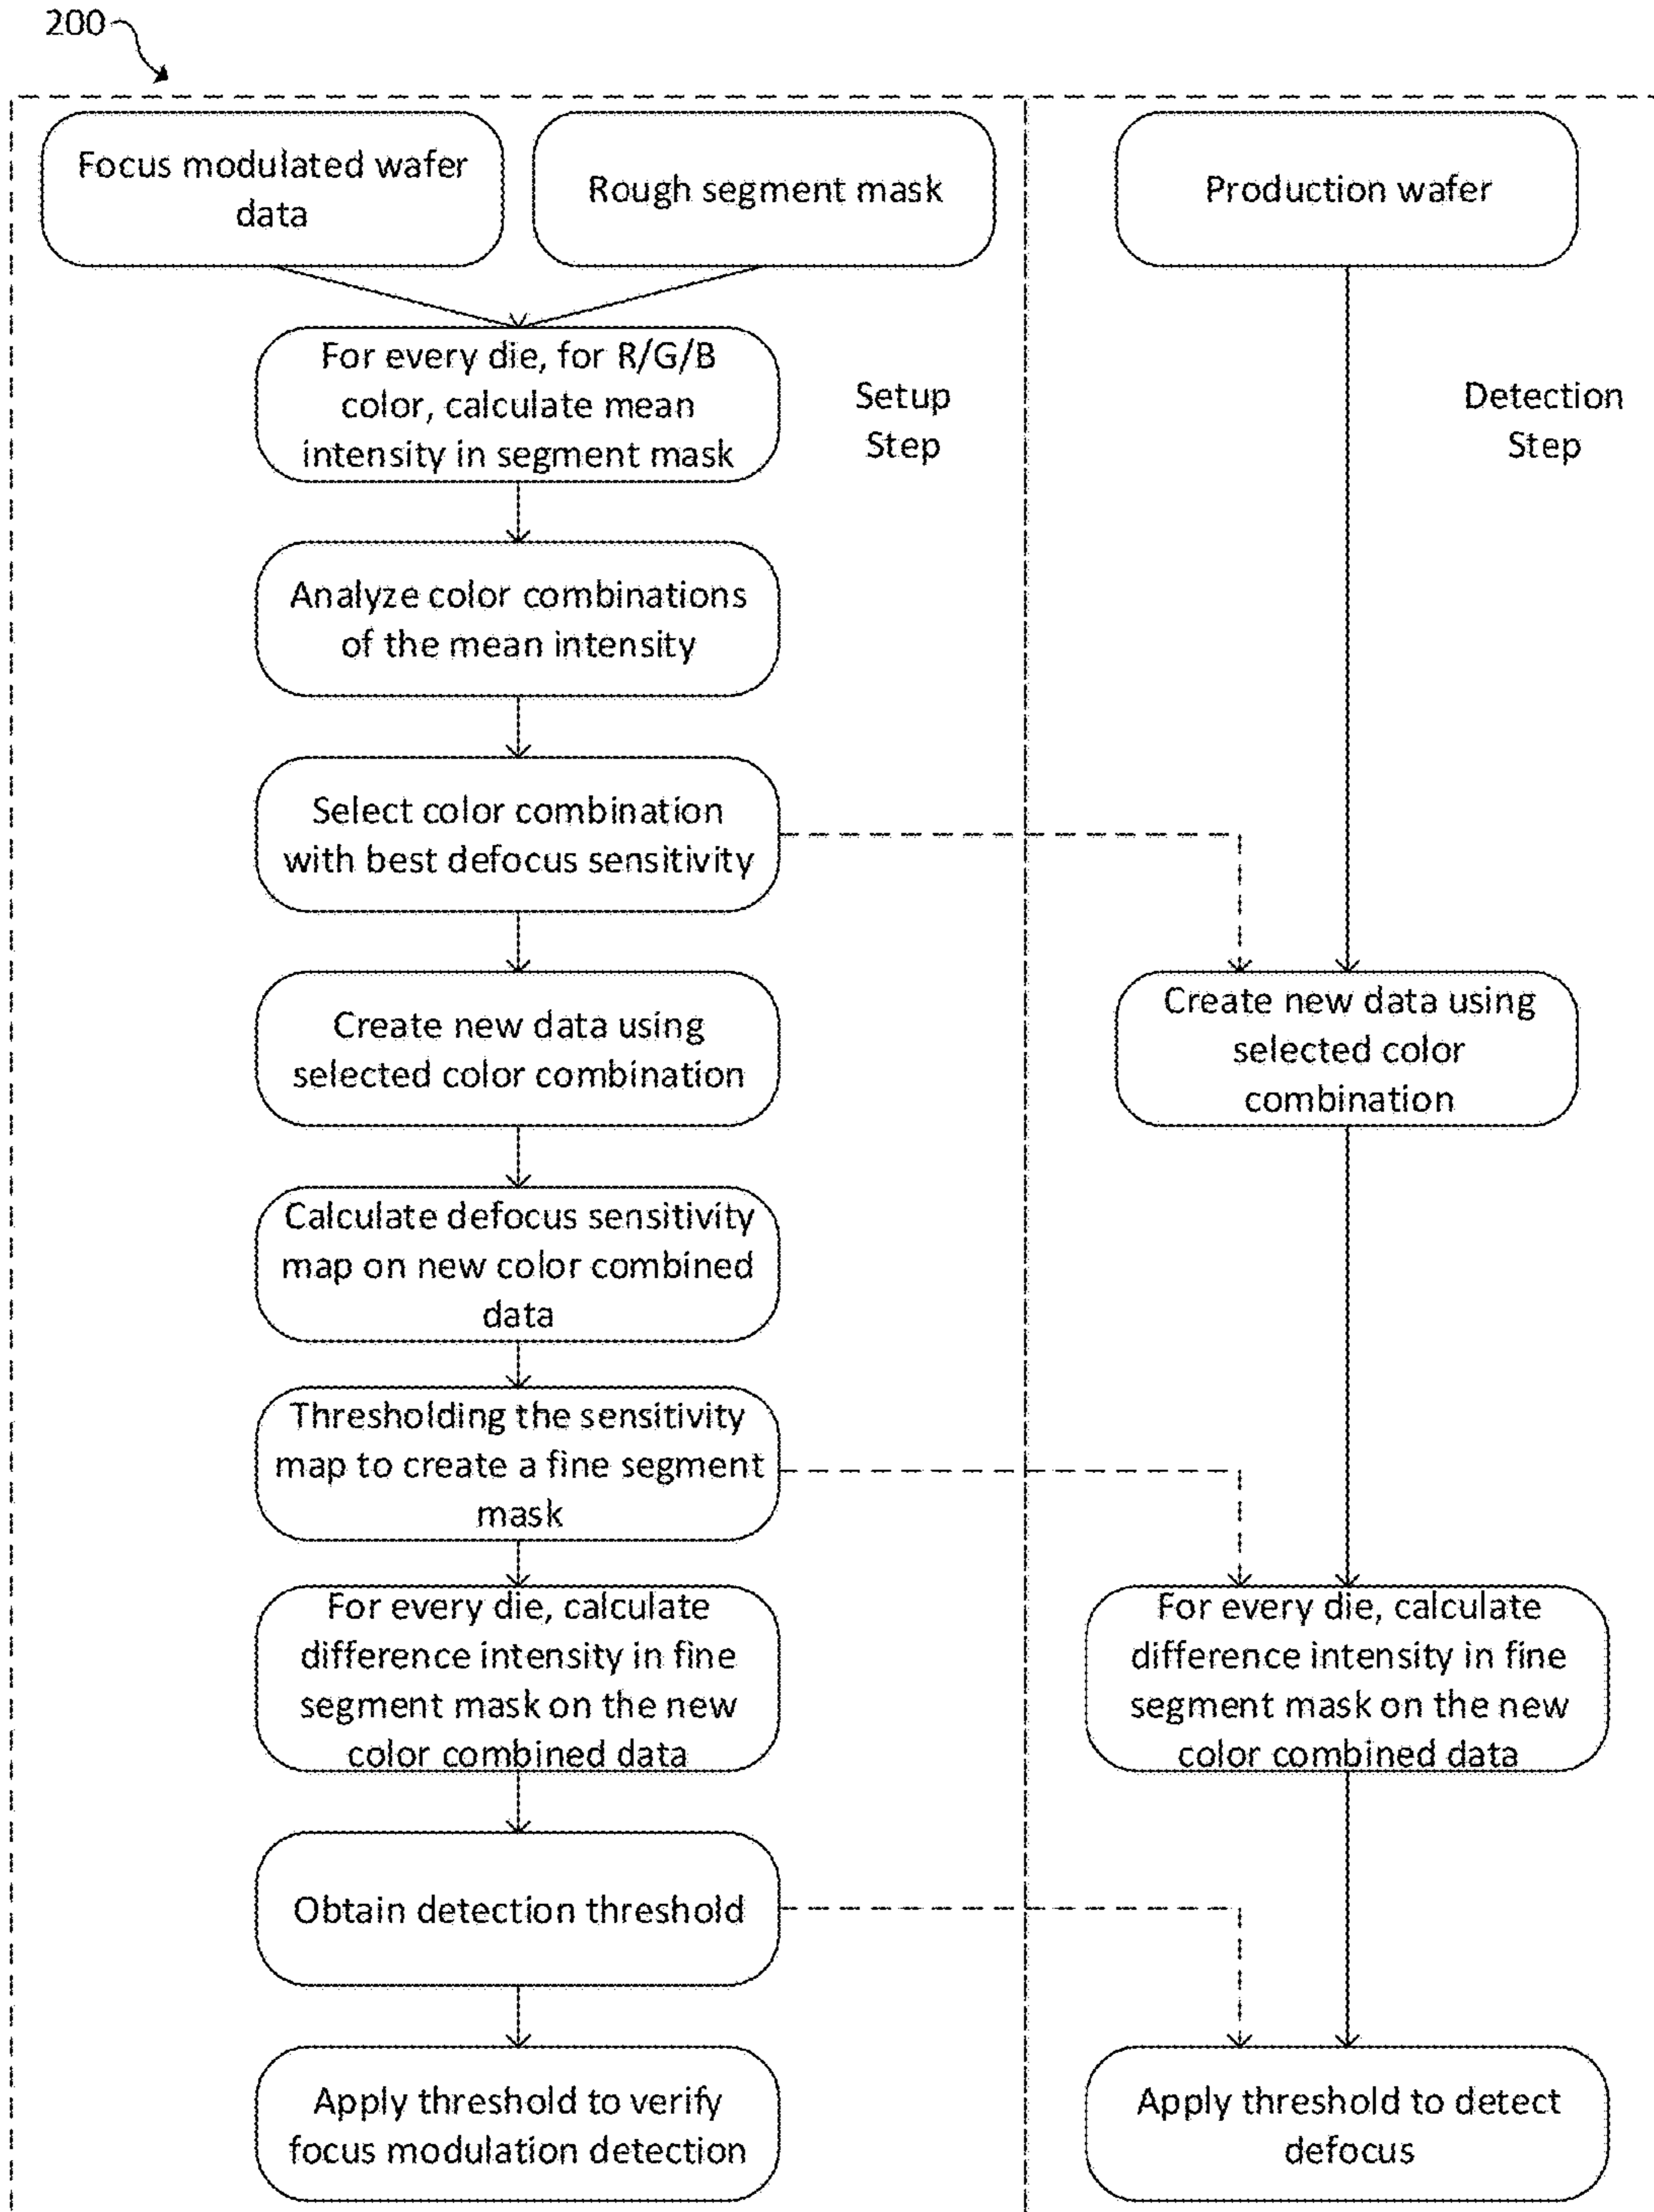 200
Focus modulated wafer
data
Rough segment mask
Production wafer
For every die, for R/G/B
color, calculate mean
intensity in segment mask
Setup
Step
Detection
Step
Analyze color combinations
of the mean intensity
Select color combination
with best defocus sensitivity
Create new data using
selected color combination
Create new data using
selected color
combination
Calculate defocus sensitivity
map on new color combined
data
Thresholding the sensitivity
map to create a fine segment
mask
For every die, calculate
difference intensity in fine
segment mask on the new
color combined data
For every die, calculate
difference intensity in fine
segment mask on the new
color combined data
Obtain detection threshold
Apply threshold to verify
focus modulation detection
Apply threshold to detect
defocus